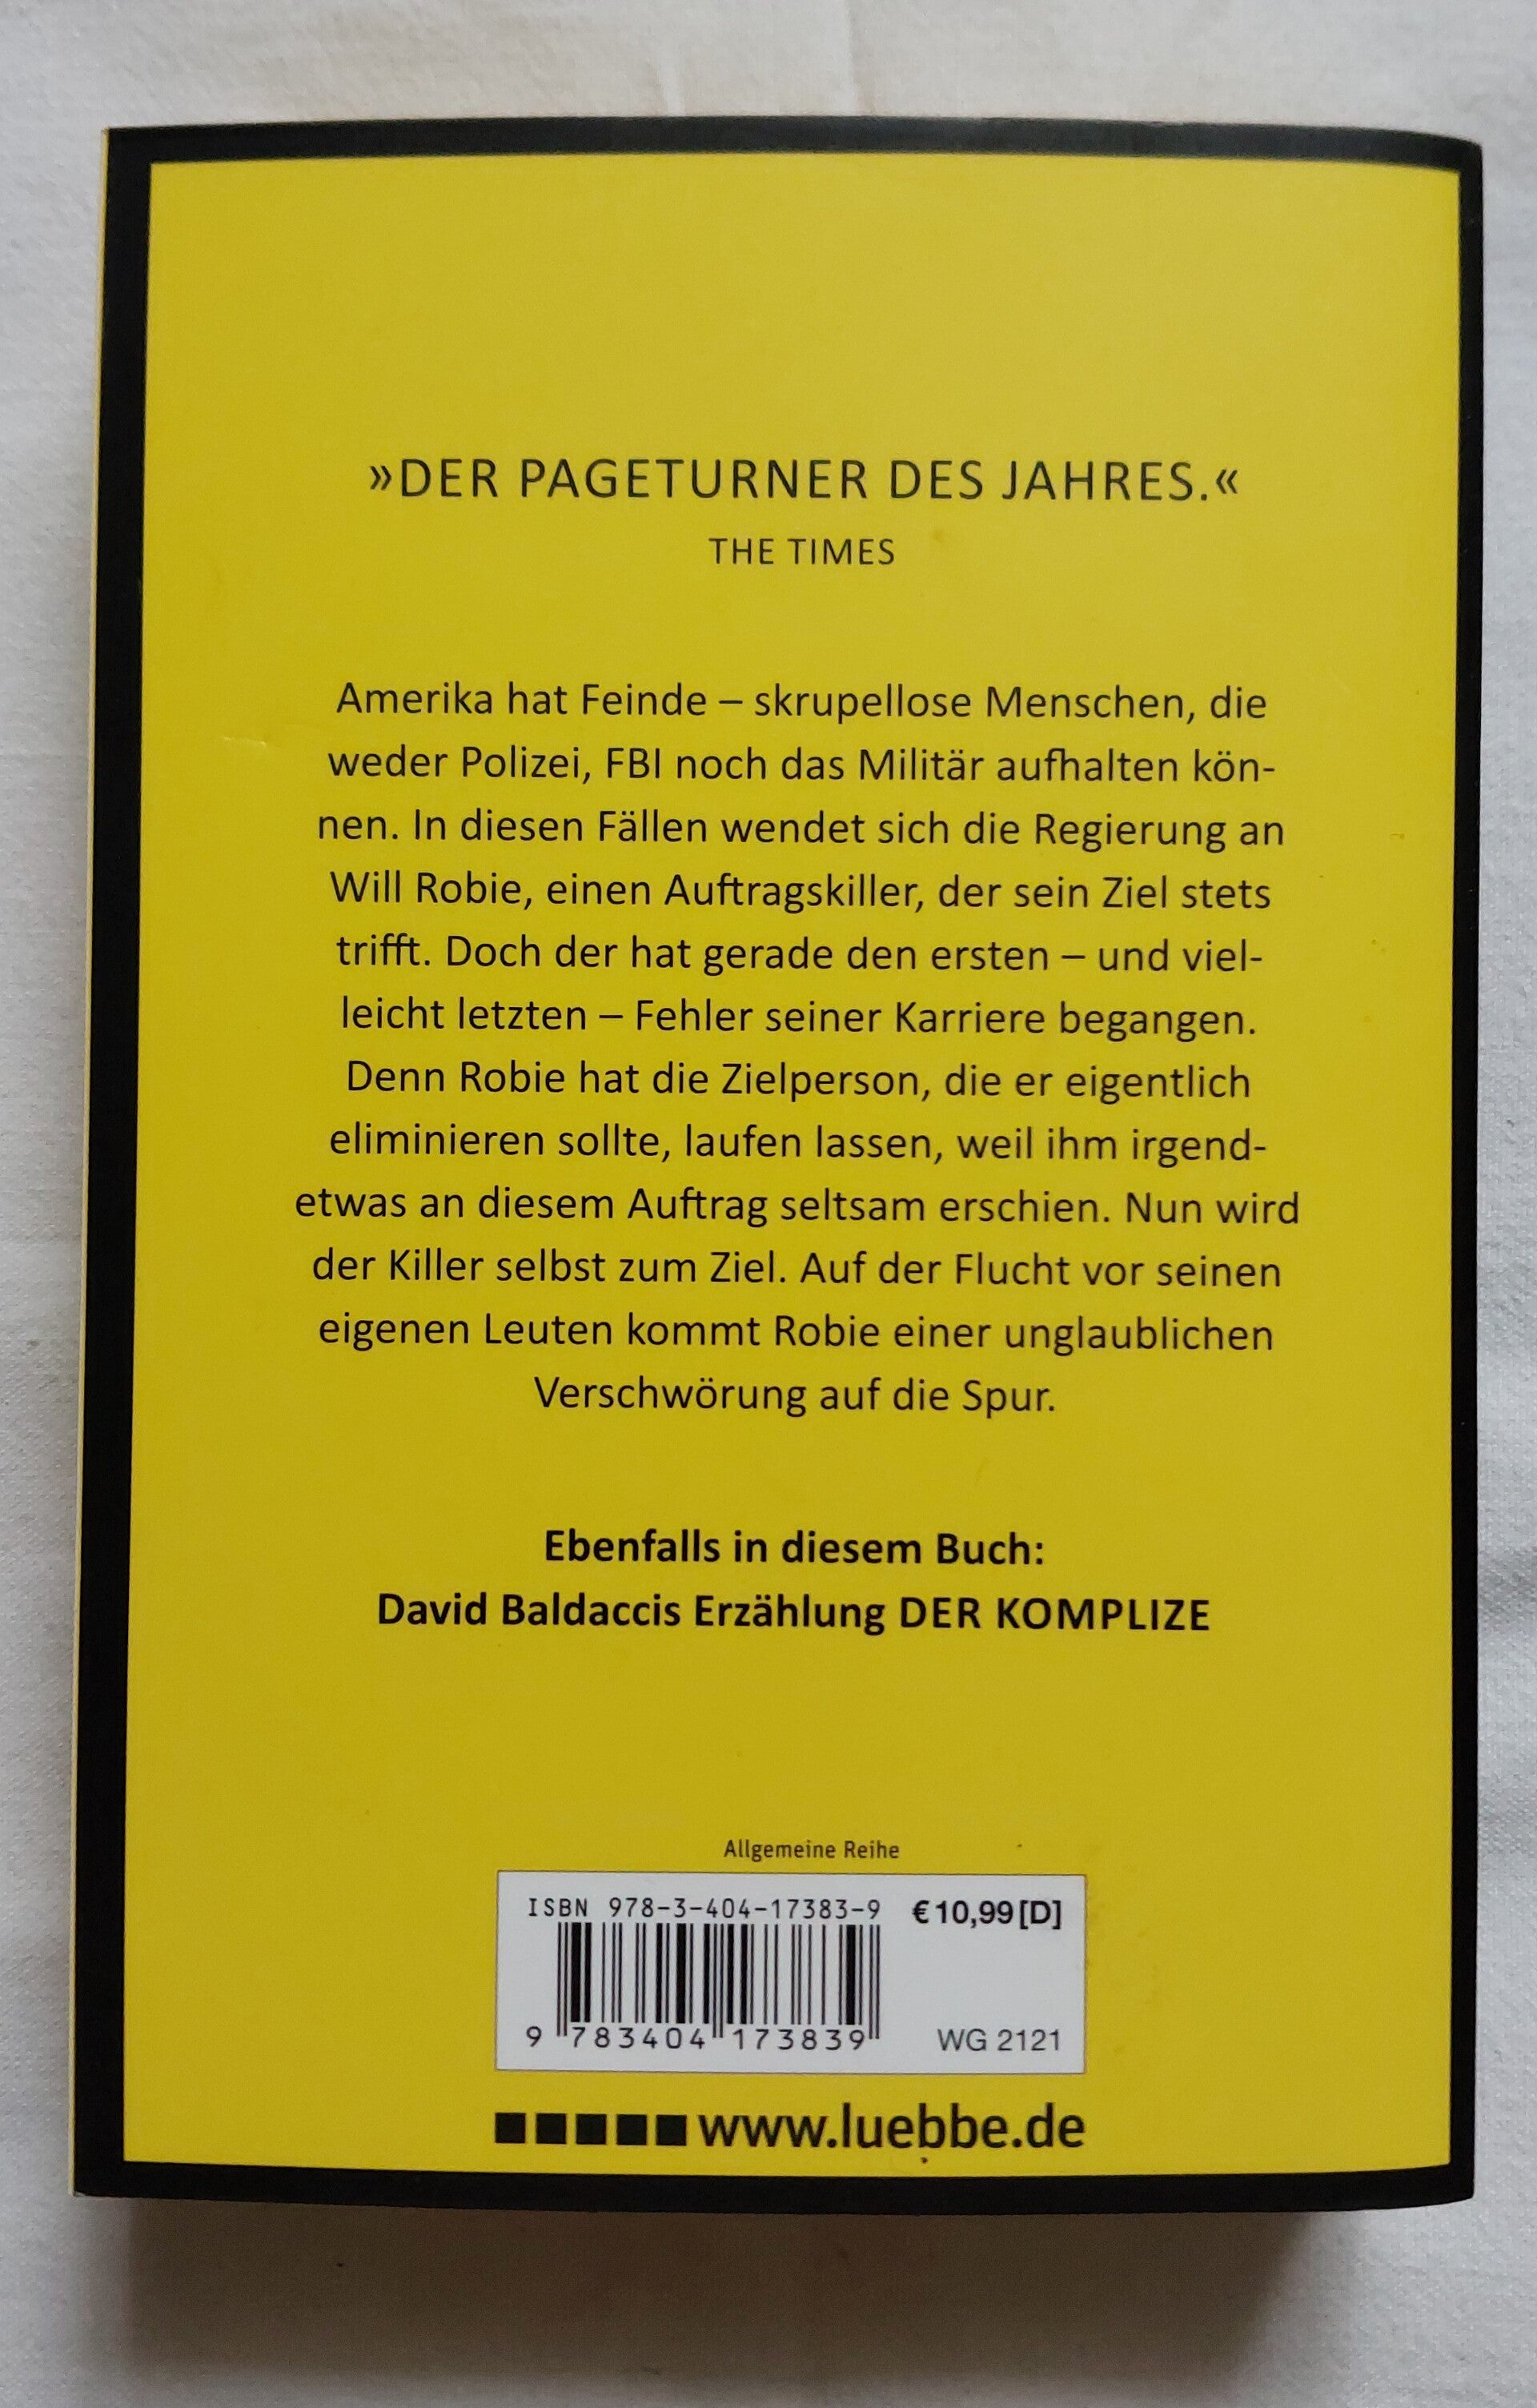 »DER PAGETURNER DES JAHRES.«
THE TIMES
Amerika hat Feinde – skrupellose Menschen, die
weder Polizei, FBI noch das Militär aufhalten kön-
nen. In diesen Fällen wendet sich die Regierung an
Will Robie, einen Auftragskiller, der sein Ziel stets
trifft. Doch der hat gerade den ersten – und viel-
leicht letzten – Fehler seiner Karriere begangen.
Denn Robie hat die Zielperson, die er eigentlich
eliminieren sollte, laufen lassen, weil ihm irgend-
etwas an diesem Auftrag seltsam erschien. Nun wird
der Killer selbst zum Ziel. Auf der Flucht vor seinen
eigenen Leuten kommt Robie einer unglaublichen
Verschwörung auf die Spur.
Ebenfalls in diesem Buch:
David Baldaccis Erzählung DER KOMPLIZE
Allgemeine Reihe
ISBN 978-3-404-17383-9 €10,99[D]
9 783404 173839 WG 2121
www.luebbe.de